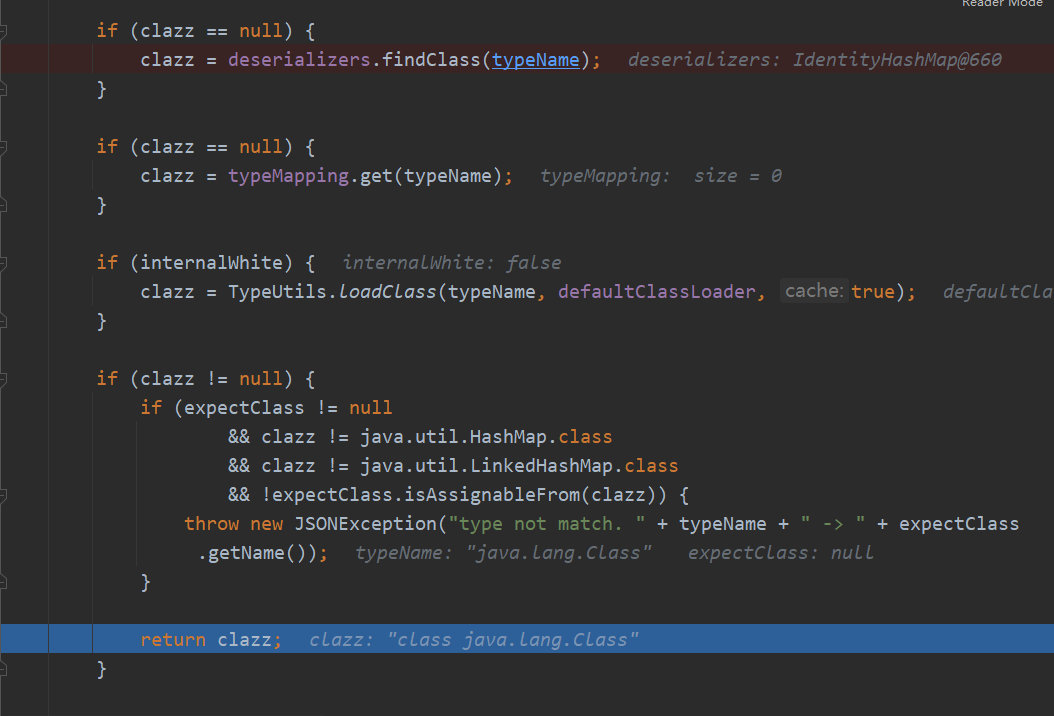 Reader Mode
if (clazz == null) {
clazz = deserializers.findClass(typeName); deserializers: IdentityHashMap@660
}
if (clazz == null) {
clazz = typeMapping.get(typeName); typeMapping: size = 0
}
if (internalWhite) { internalWhite: false
clazz = TypeUtils.loadClass(typeName, defaultClassLoader, cache: true); defaultCla
}
if (clazz != null) {
if (expectClass != null
&& clazz != java.util.HashMap.class
&& clazz != java.util.LinkedHashMap.class
&& !expectClass.isAssignableFrom(clazz)) {
throw new JSONException("type not match. " + typeName + " -> " + expectClass
.getName()); typeName: "java.lang.Class" expectClass: null
}
return clazz; clazz: "class java.lang.Class"
}